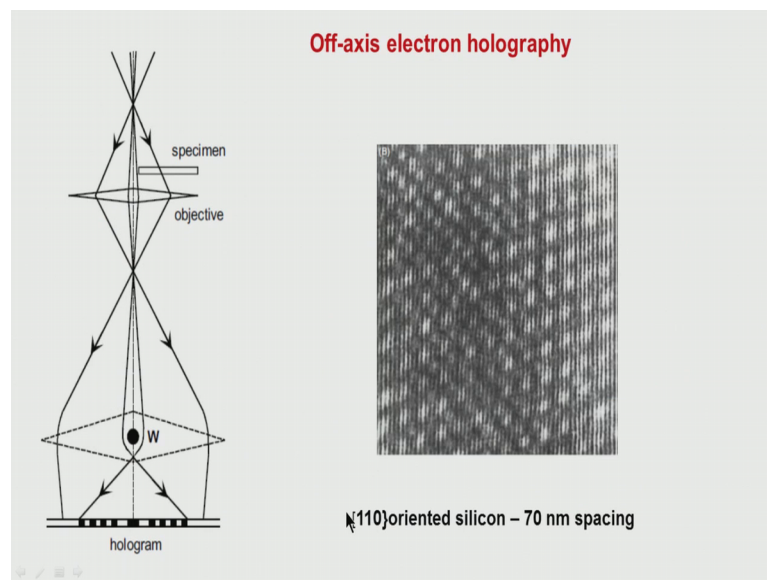 Off-axis electron holography
specimen
objective
W
hologram
(B)
{110}oriented silicon – 70 nm spacing